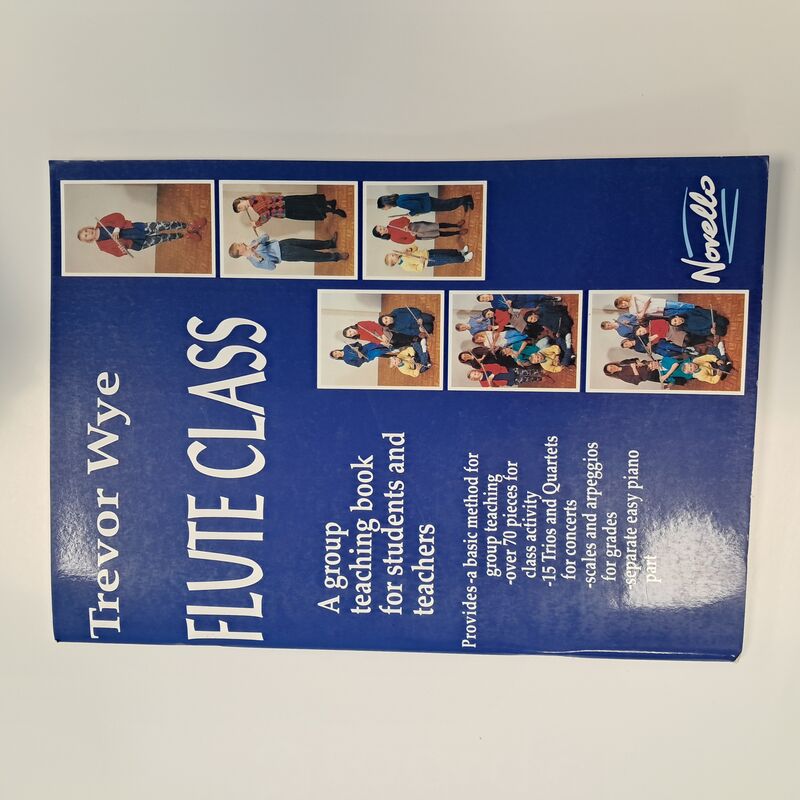 Trevor Wye
FLUTE CLASS
A group
teaching book
for students and
teachers
Provides -a basic method for
group teaching
-over 70 pieces for
class activity
-15 Trios and Quartets
for concerts
-scales and arpeggios
for grades
-separate easy piano
part
Novello